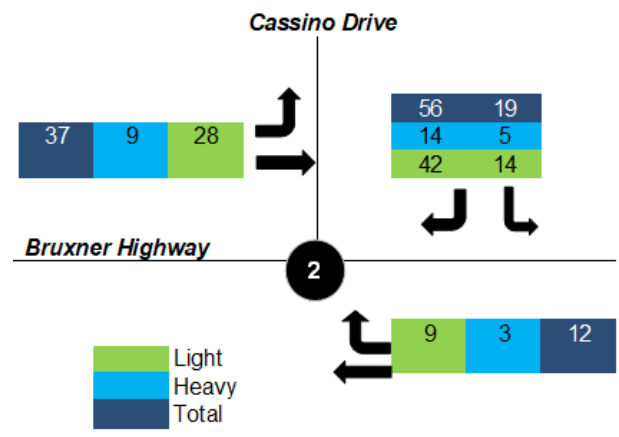 Cassino Drive
37 9 28
56 19
14 5
42 14
Bruxner Highway
2
9 3 12
Light
Heavy
Total